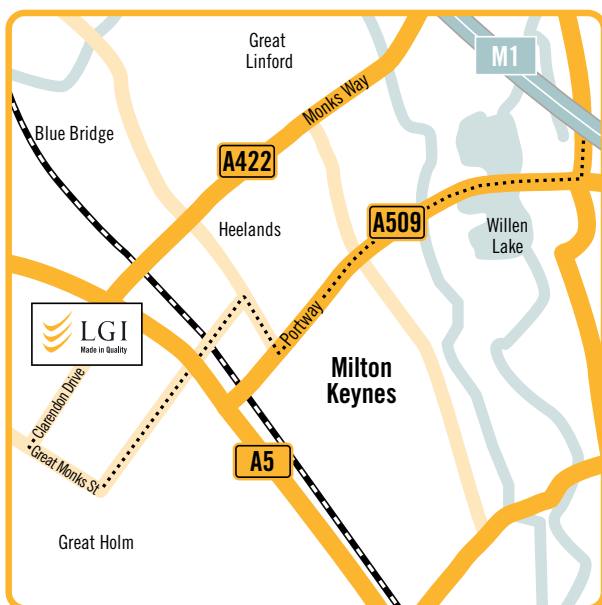 Great
Linford
M1
Monks Way
Blue Bridge
A422
A509
Heelands
Willen
Lake
LGI
Made in Quality
Portway
Milton
Keynes
Clarendon Drive
Great Monks St
A5
Great Holm